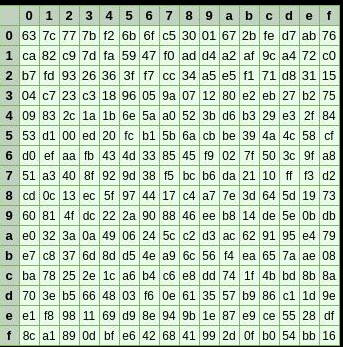 0 1 2 3 4 5 6 7 8 9 a b c d e f
0 63 7c 77 7b f2 6b 6f c5 30 01 67 2b fe d7 ab 76
1 ca 82 c9 7d fa 59 47 f0 ad d4 a2 af 9c a4 72 c0
2 b7 fd 93 26 36 3f f7 cc 34 a5 e5 f1 71 d8 31 15
3 04 c7 23 c3 18 96 05 9a 07 12 80 e2 eb 27 b2 75
4 09 83 2c 1a 1b 6e 5a a0 52 3b d6 b3 29 e3 2f 84
5 53 d1 00 ed 20 fc b1 5b 6a cb be 39 4a 4c 58 cf
6 d0 ef aa fb 43 4d 33 85 45 f9 02 7f 50 3c 9f a8
7 51 a3 40 8f 92 9d 38 f5 bc b6 da 21 10 ff f3 d2
8 cd 0c 13 ec 5f 97 44 17 c4 a7 7e 3d 64 5d 19 73
9 60 81 4f dc 22 2a 90 88 46 ee b8 14 de 5e 0b db
a e0 32 3a 0a 49 06 24 5c c2 d3 ac 62 91 95 e4 79
b e7 c8 37 6d 8d d5 4e a9 6c 56 f4 ea 65 7a ae 08
c ba 78 25 2e 1c a6 b4 c6 e8 dd 74 1f 4b bd 8b 8a
d 70 3e b5 66 48 03 f6 0e 61 35 57 b9 86 c1 1d 9e
e e1 f8 98 11 69 d9 8e 94 9b 1e 87 e9 ce 55 28 df
f 8c a1 89 0d bf e6 42 68 41 99 2d 0f b0 54 bb 16